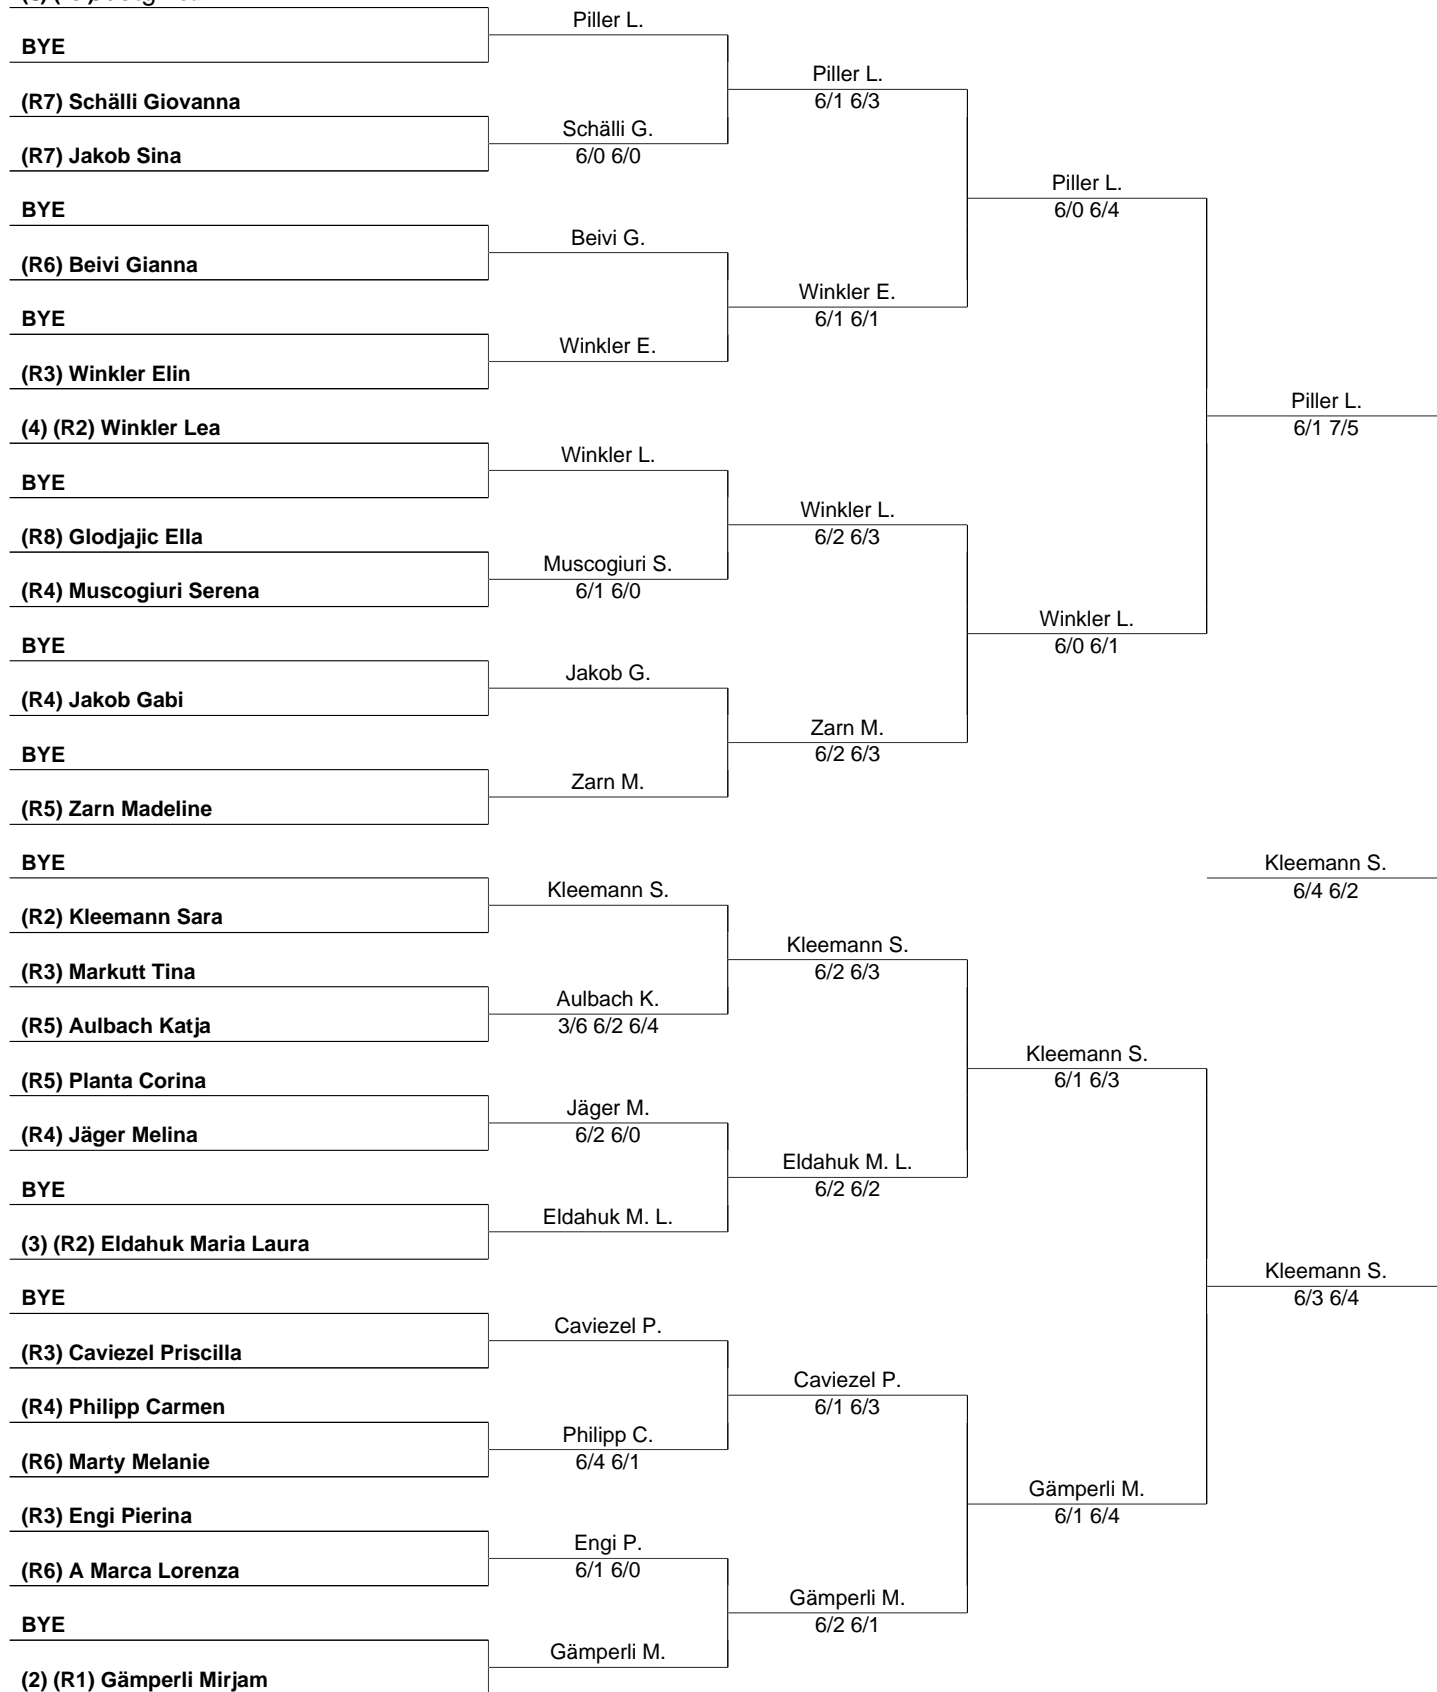 BYE
(R7) Schälli Giovanna
(R7) Jakob Sina
BYE
(R6) Beivi Gianna
BYE
(R3) Winkler Elin
(4) (R2) Winkler Lea
BYE
(R8) Glodjajic Ella
(R4) Muscogiuri Serena
BYE
(R4) Jakob Gabi
BYE
(R5) Zarn Madeline
BYE
(R2) Kleemann Sara
(R3) Markutt Tina
(R5) Aulbach Katja
(R5) Planta Corina
(R4) Jäger Melina
BYE
(3) (R2) Eldahuk Maria Laura
BYE
(R3) Caviezel Priscilla
(R4) Philipp Carmen
(R6) Marty Melanie
(R3) Engi Pierina
(R6) A Marca Lorenza
BYE
(2) (R1) Gämperli Mirjam
Piller L.
Schälli G.
6/0 6/0
Beivi G.
Winkler E.
Winkler L.
Muscogiuri S.
6/1 6/0
Jakob G.
Zarn M.
Kleemann S.
Aulbach K.
3/6 6/2 6/4
Jäger M.
6/2 6/0
Eldahuk M. L.
Caviezel P.
Philipp C.
6/4 6/1
Engi P.
6/1 6/0
Gämperli M.
Piller L.
6/1 6/3
Winkler E.
6/1 6/1
Winkler L.
6/2 6/3
Zarn M.
6/2 6/3
Kleemann S.
6/2 6/3
Eldahuk M. L.
6/2 6/2
Caviezel P.
6/1 6/3
Gämperli M.
6/2 6/1
Piller L.
6/0 6/4
Winkler L.
6/0 6/1
Kleemann S.
6/1 6/3
Gämperli M.
6/1 6/4
Piller L.
6/1 7/5
Kleemann S.
6/4 6/2
Kleemann S.
6/3 6/4